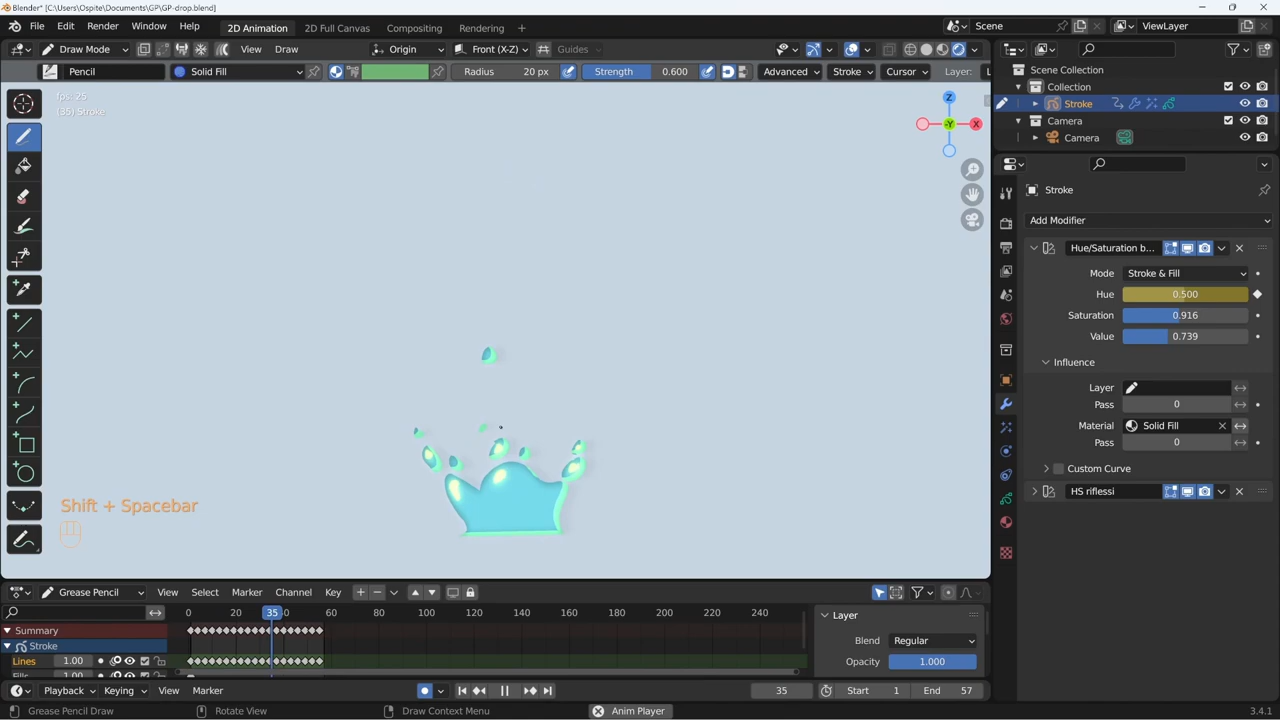 Blender* [C:\Users\Ospite\Documents\GP\GP-drop.blend]
File Edit Render Window Help 2D Animation 2D Full Canvas Compositing Rendering + Scene ViewLayer
Draw Mode View Draw Origin Front (X-Z) Guides
Pencil Solid Fill Radius 20 px Strength 0.600 Advanced Stroke Cursor Layer:
fps: 25
(35) Stroke
Z
-Y
X
Shift + Spacebar
Scene Collection
Collection
Stroke
Camera
Camera
Stroke
Add Modifier
Hue/Saturation b...
Mode Stroke & Fill
Hue 0.500
Saturation 0.916
Value 0.739
Influence
Layer
Pass 0
Material Solid Fill
Pass 0
Custom Curve
HS riflessi
Grease Pencil View Select Marker Channel Key
0 20 35 40 60 80 100 120 140 160 180 200 220 240
Summary
Stroke
Lines 1.00
Fills 1.00
Layer
Blend Regular
Opacity 1.000
Playback Keying View Marker 35 Start 1 End 57
Grease Pencil Draw Rotate View Draw Context Menu Anim Player 3.4.1